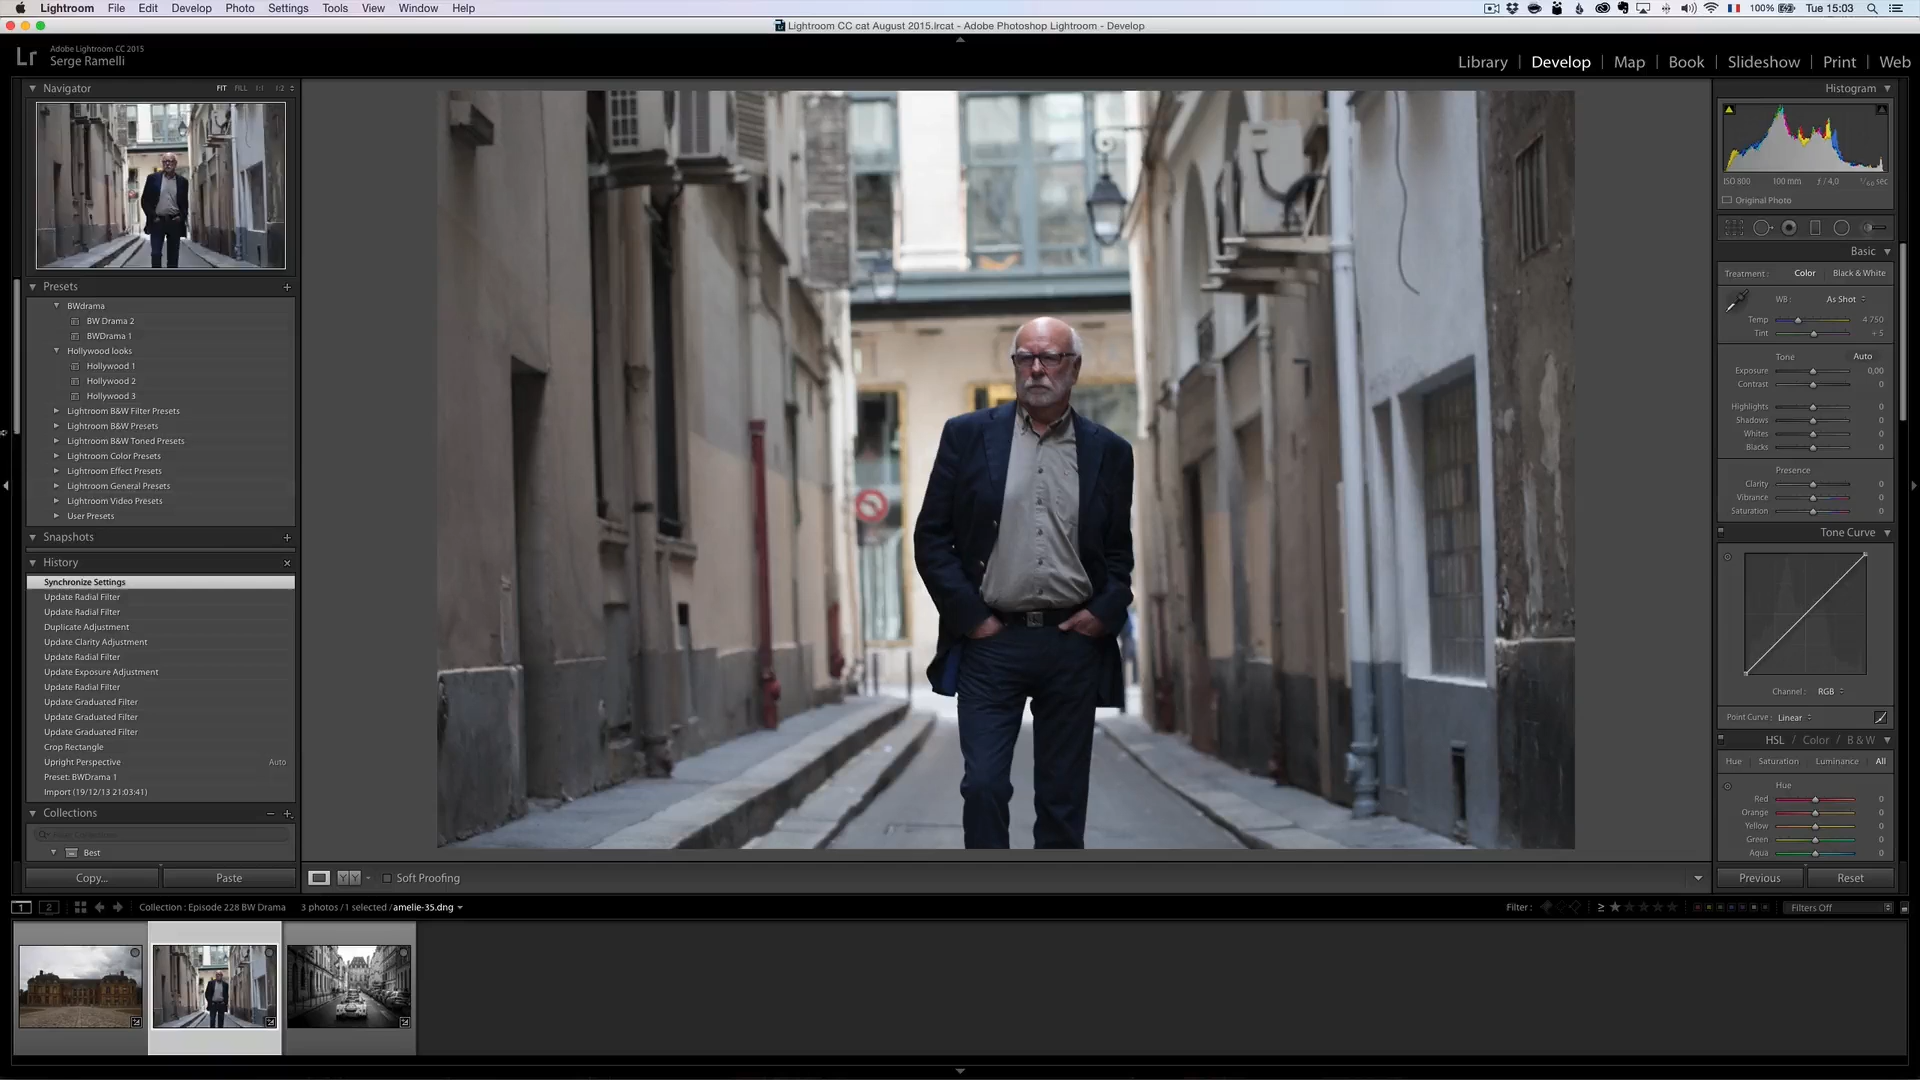 Lightroom File Edit Develop Photo Settings Tools View Window Help
100% Tue 15:03
Lightroom CC cat August 2015.lrcat - Adobe Photoshop Lightroom - Develop
Lr Adobe Lightroom CC 2015
Serge Ramelli
Library | Develop | Map | Book | Slideshow | Print | Web
Navigator FIT FILL 1:1 1:2
Presets +
BWdrama
BW Drama 2
BWDrama 1
Hollywood looks
Hollywood 1
Hollywood 2
Hollywood 3
Lightroom B&W Filter Presets
Lightroom B&W Presets
Lightroom B&W Toned Presets
Lightroom Color Presets
Lightroom Effect Presets
Lightroom General Presets
Lightroom Video Presets
User Presets
Snapshots +
History ×
Synchronize Settings
Update Radial Filter
Update Radial Filter
Duplicate Adjustment
Update Clarity Adjustment
Update Radial Filter
Update Exposure Adjustment
Update Radial Filter
Update Graduated Filter
Update Graduated Filter
Update Graduated Filter
Crop Rectangle
Upright Perspective Auto
Preset: BWDrama 1
Import (19/12/13 21:03:41)
Collections − +
Best
Copy... Paste
Soft Proofing
Histogram
ISO 800 100 mm ƒ / 4,0 1/60 sec
Original Photo
Basic
Treatment : Color Black & White
WB : As Shot
Temp 4 750
Tint + 5
Tone Auto
Exposure 0,00
Contrast 0
Highlights 0
Shadows 0
Whites 0
Blacks 0
Presence
Clarity 0
Vibrance 0
Saturation 0
Tone Curve
Channel : RGB
Point Curve : Linear
HSL / Color / B & W
Hue Saturation Luminance All
Hue
Red 0
Orange 0
Yellow 0
Green 0
Aqua 0
Previous Reset
1 2 Collection : Episode 228 BW Drama 3 photos / 1 selected / amelie-35.dng
Filter : ≥ Filters Off